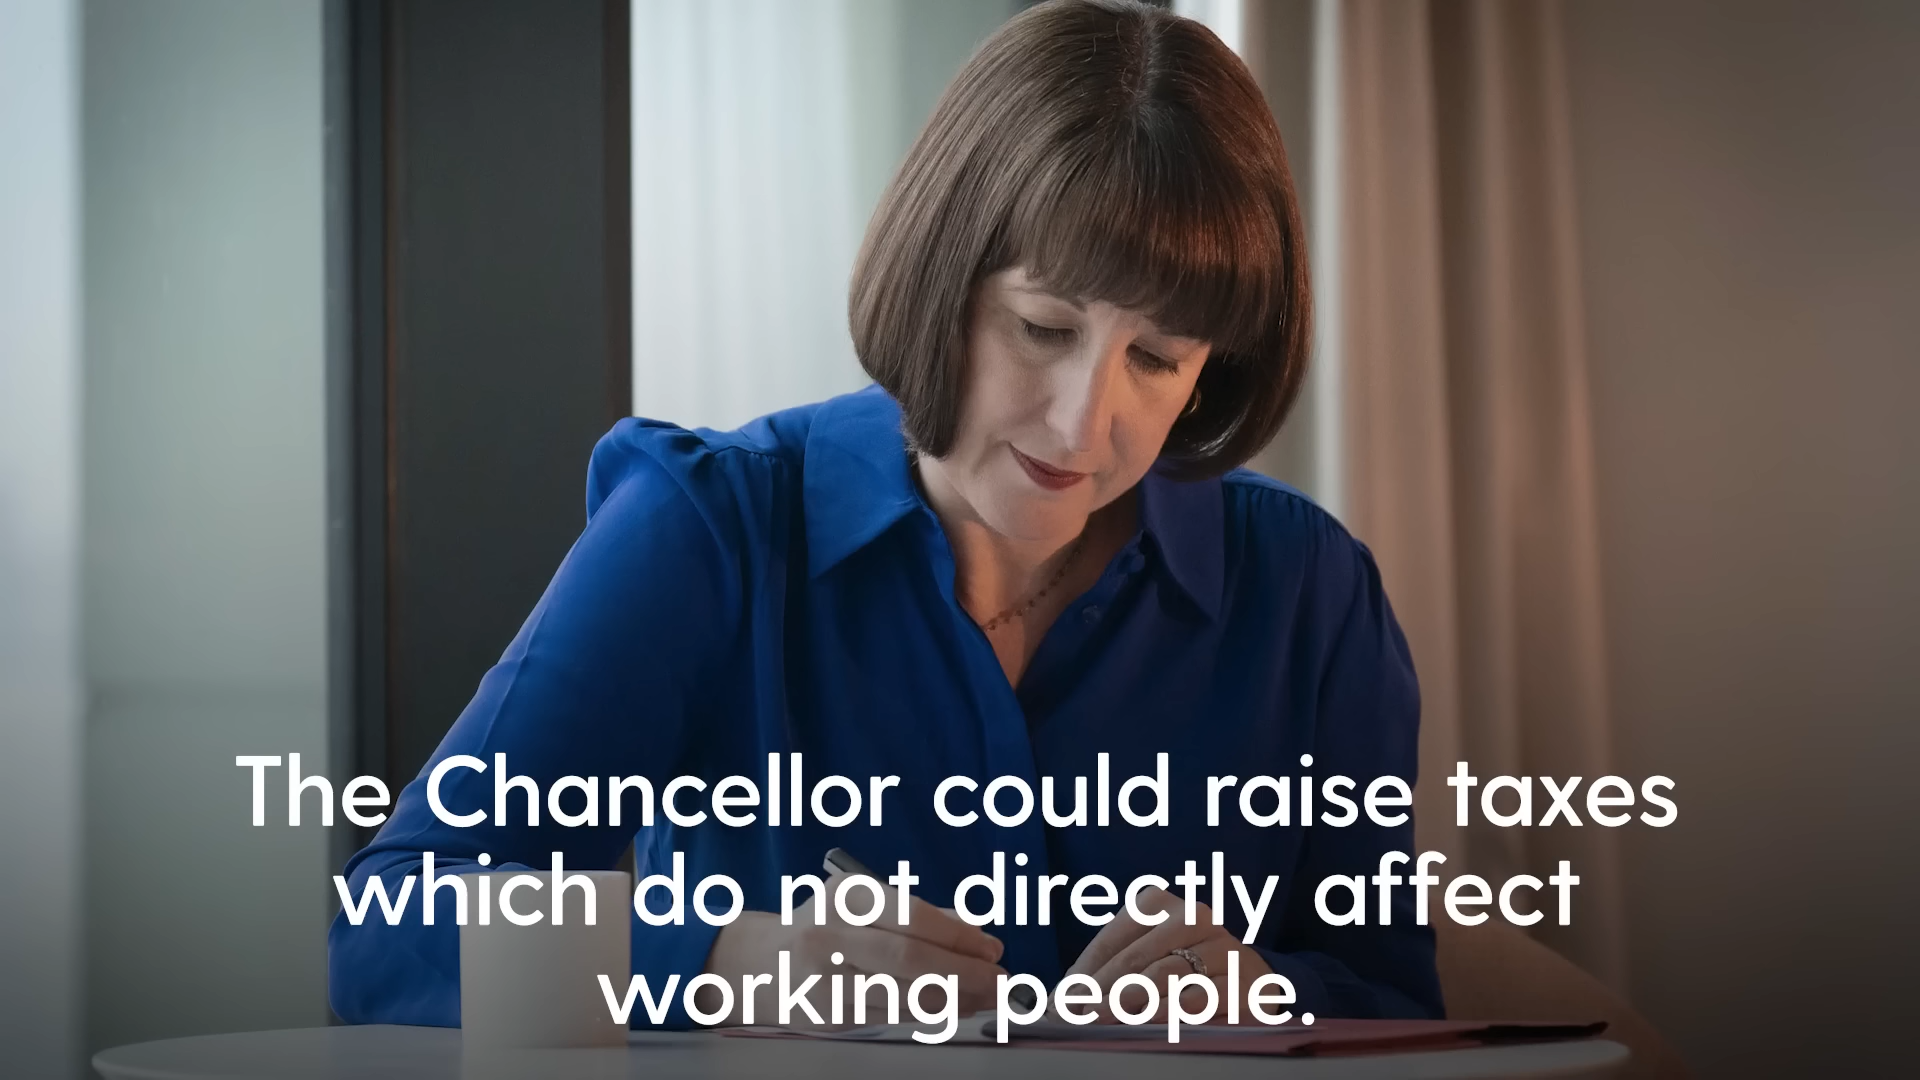 The Chancellor could raise taxes
which do not directly affect
working people.